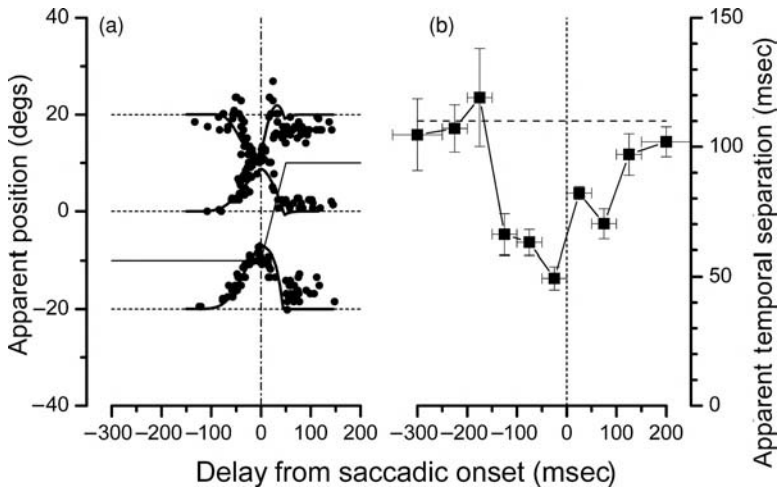 (a)
(b)
Apparent position (degs)
40
20
0
−20
−40
−300 −200 −100 0 100 200
−300 −200 −100 0 100 200
150
100
50
0
Apparent temporal separation (msec)
Delay from saccadic onset (msec)